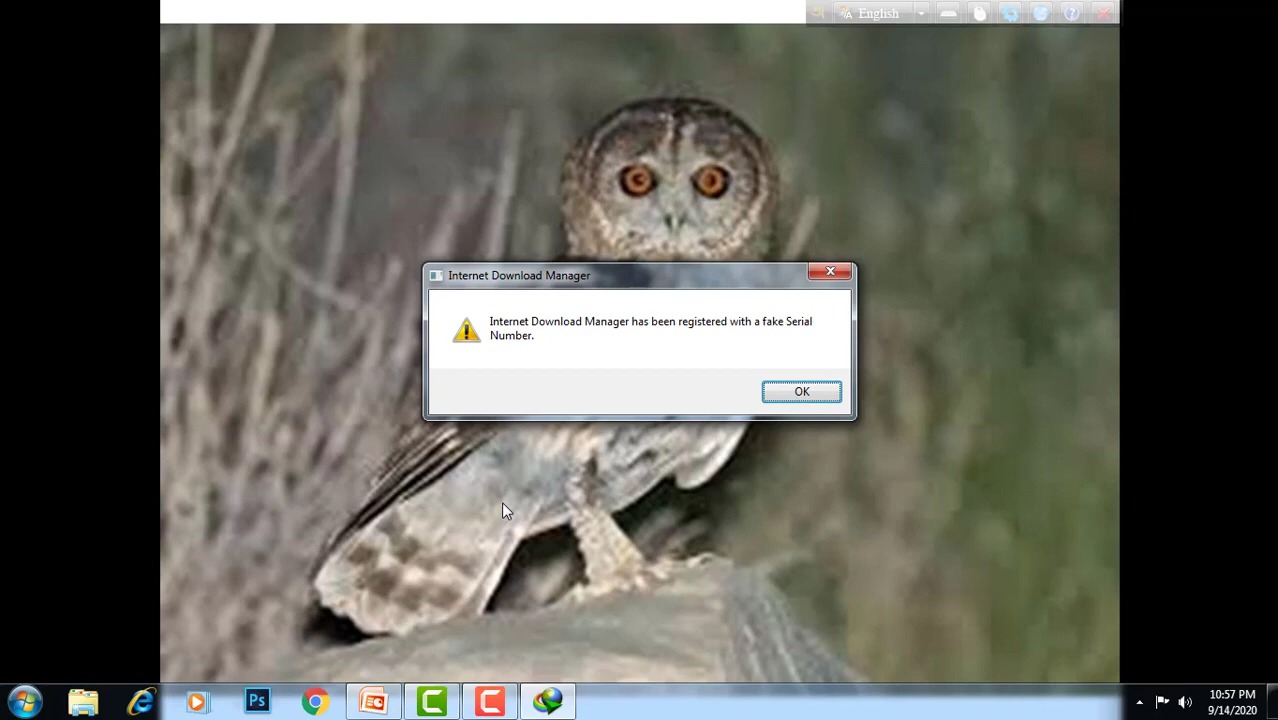 English
Internet Download Manager
Internet Download Manager has been registered with a fake Serial
Number.
OK
Ps
10:57 PM
9/14/2020